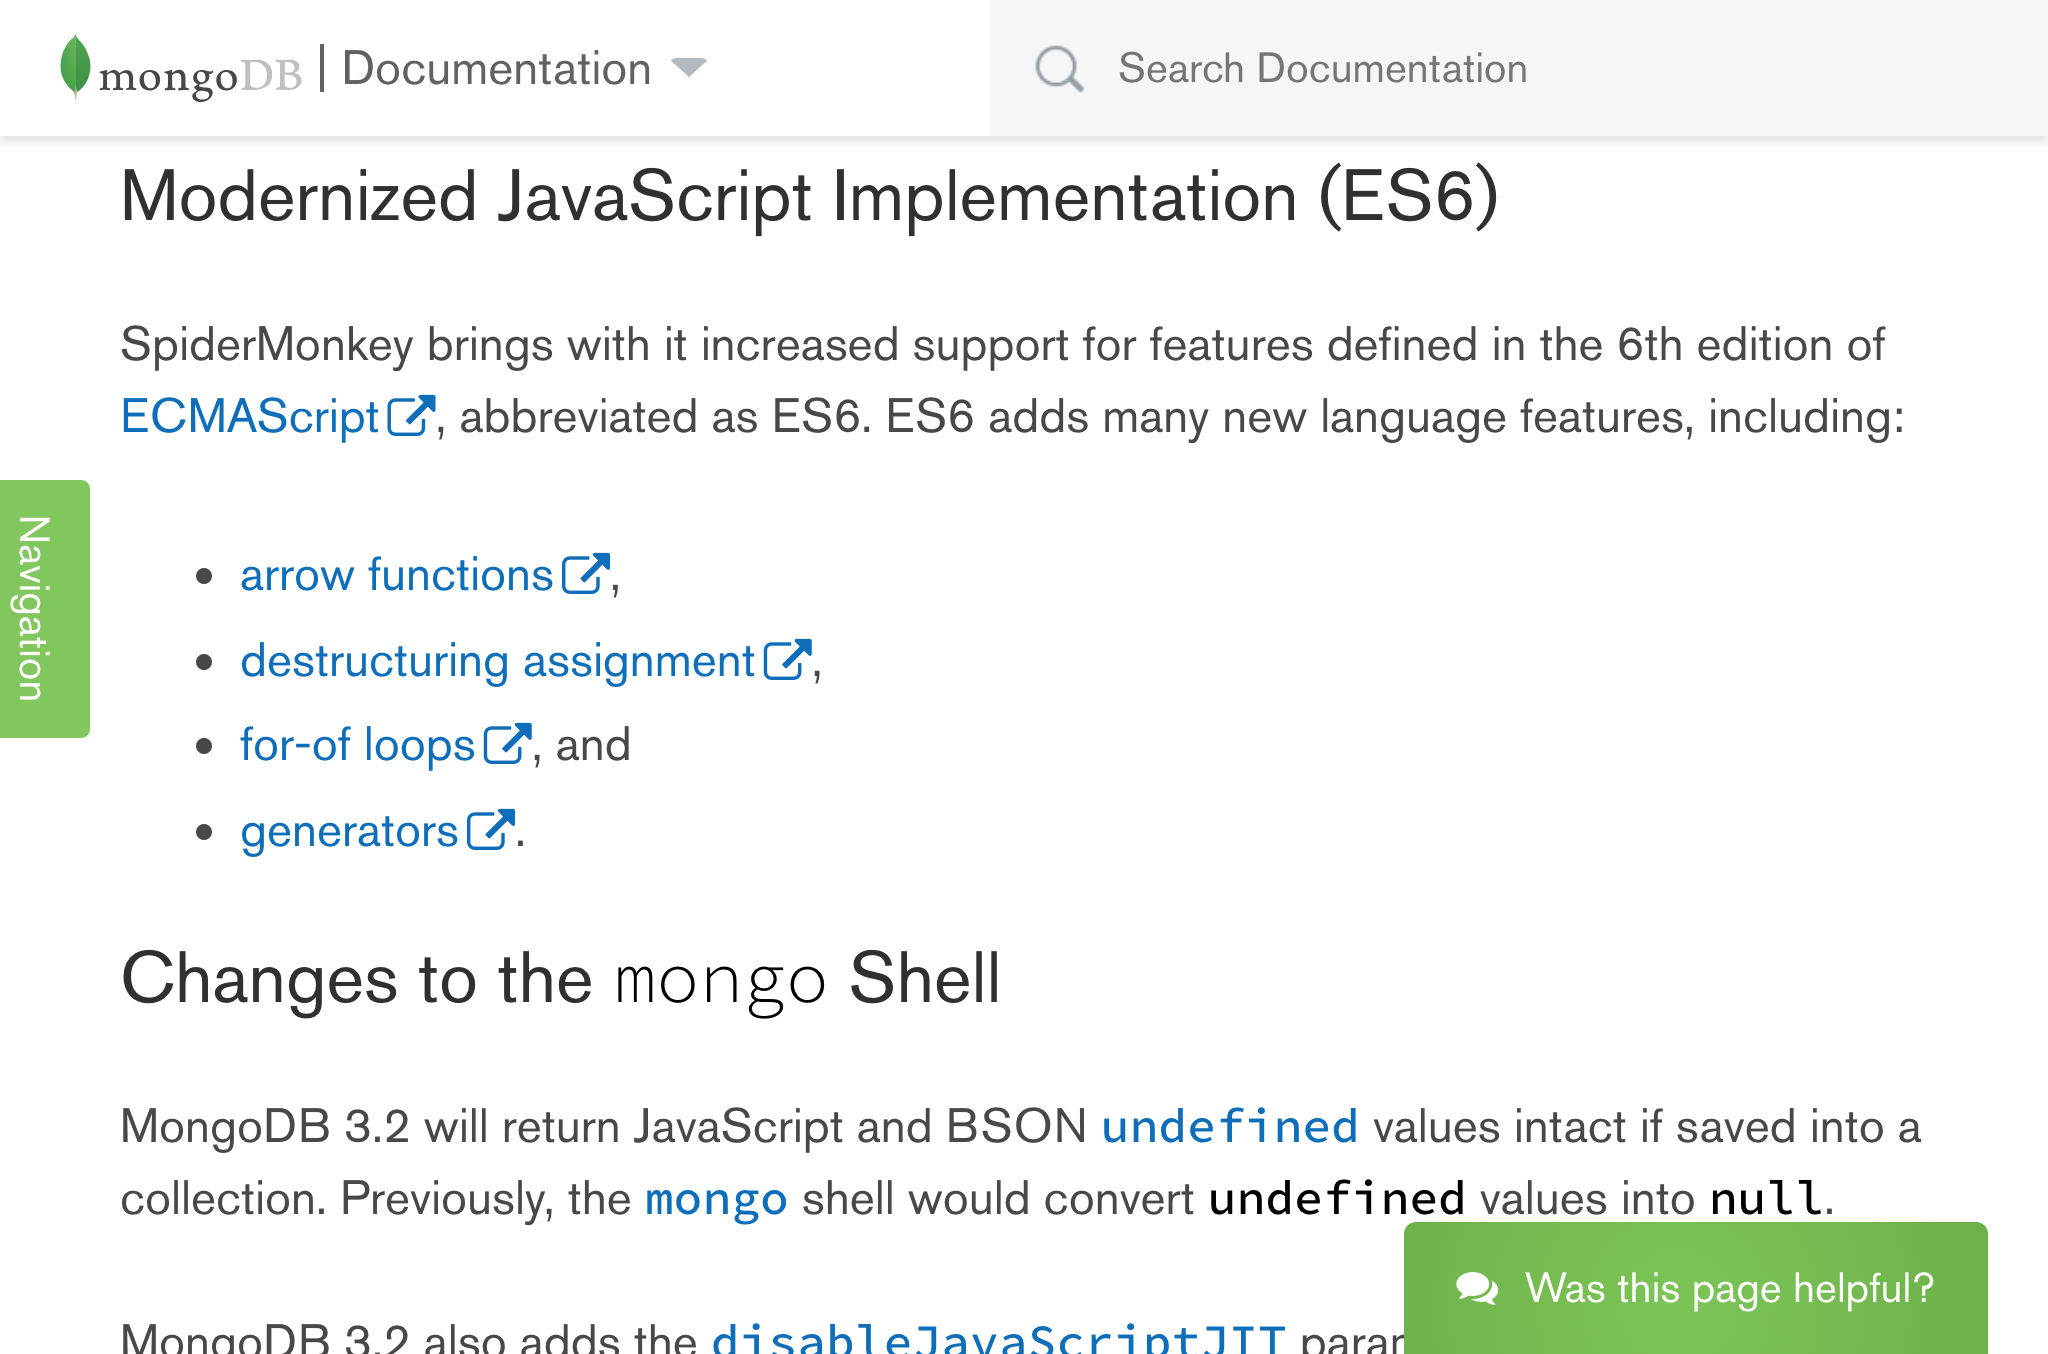 mongoDB | Documentation
Search Documentation
Modernized JavaScript Implementation (ES6)
SpiderMonkey brings with it increased support for features defined in the 6th edition of
ECMAScript, abbreviated as ES6. ES6 adds many new language features, including:
Navigation
• arrow functions,
• destructuring assignment,
• for-of loops, and
• generators.
Changes to the mongo Shell
MongoDB 3.2 will return JavaScript and BSON undefined values intact if saved into a
collection. Previously, the mongo shell would convert undefined values into null.
Was this page helpful?
MongoDB 3.2 also adds the disableJavaScriptJIT